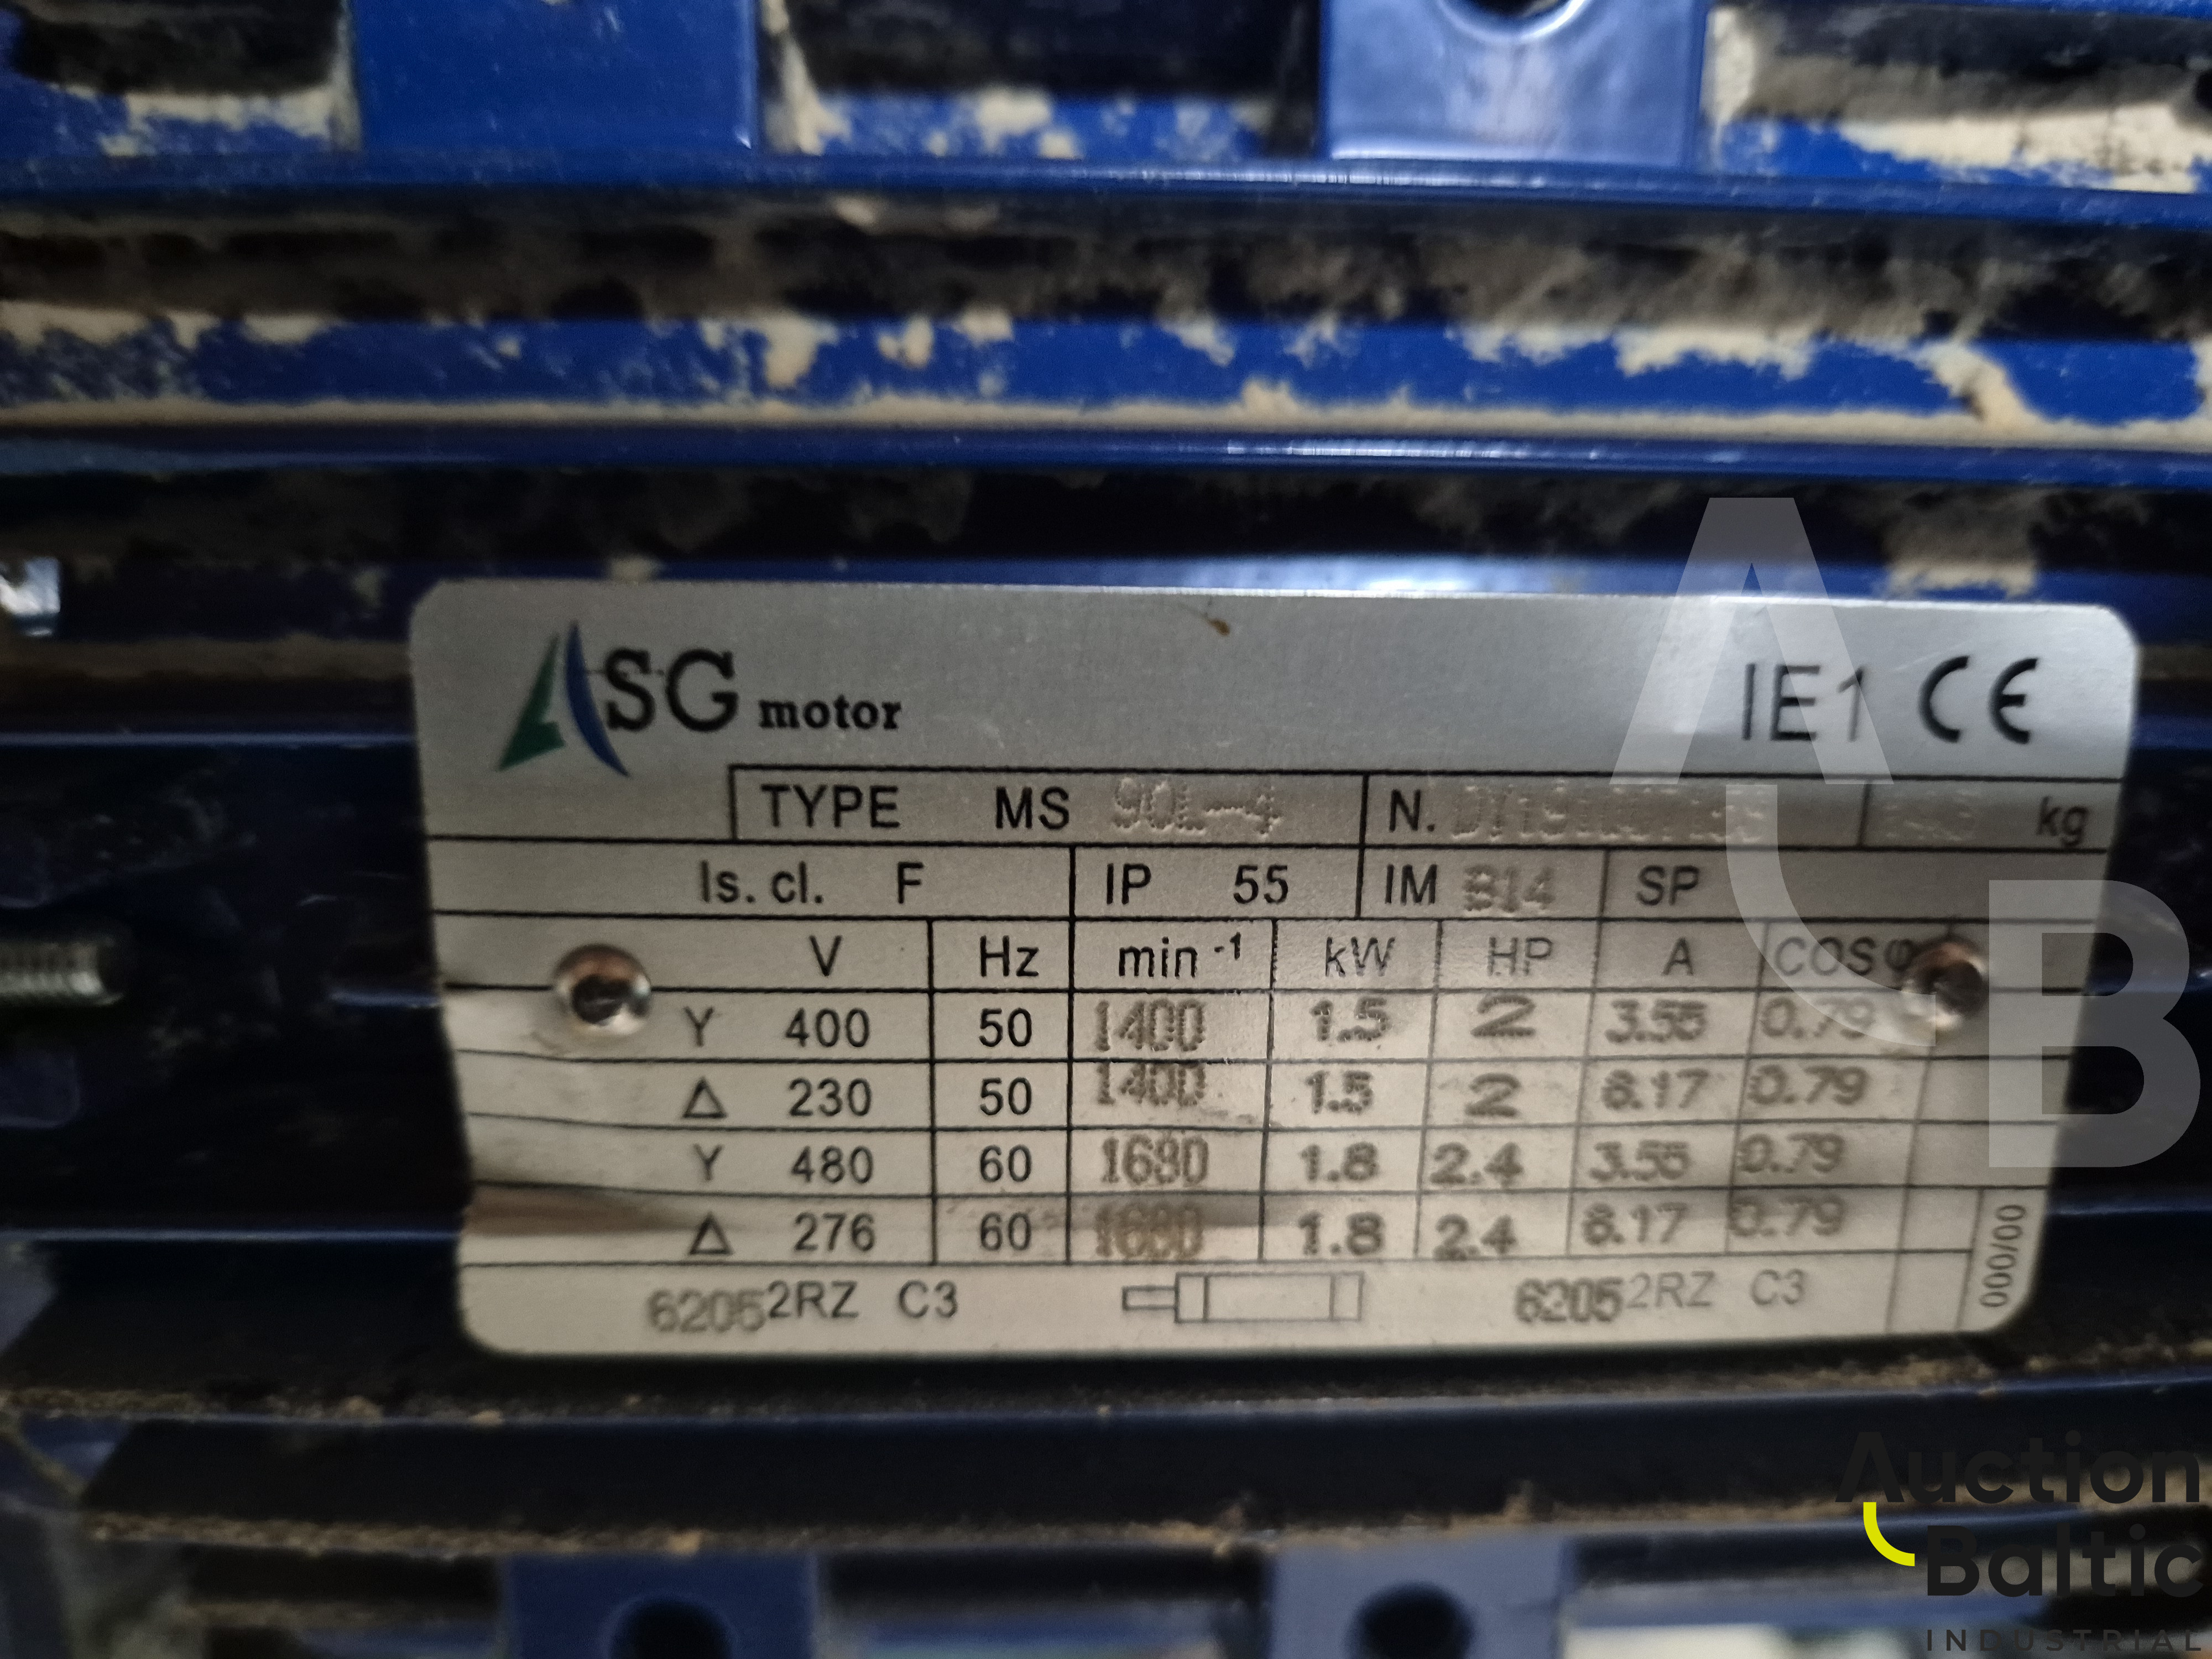 ASG motor
IE1 CE
TYPE MS 90L-4 N. kg
Is. cl. F IP 55 IM B14 SP
V Hz min⁻¹ kW HP A COSφ
Y 400 50 1400 1.5 2 3.55 0.79
Δ 230 50 1400 1.5 2 6.17 0.79
Y 480 60 1680 1.8 2.4 3.55 0.79
Δ 276 60 1680 1.8 2.4 6.17 0.79
6205 2RZ C3 6205 2RZ C3
000/00
AB
Auction
Baltic
INDUSTRIAL